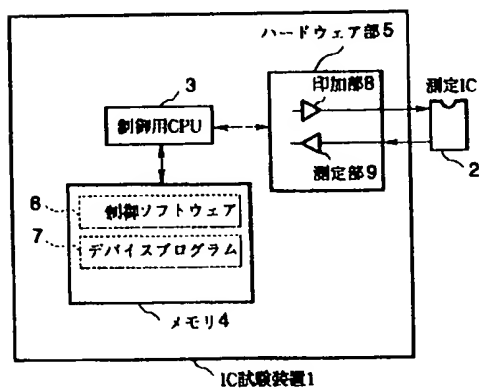 ハードウェア部5
3
印加部8
測定IC
制御用CPU
測定部9
2
6
制御ソフトウェア
7
デバイスプログラム
メモリ4
IC試験装置1